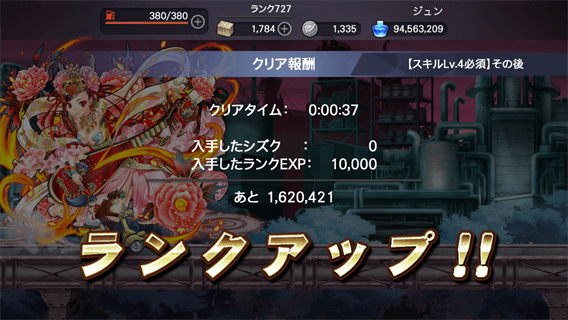 ランク727
ジュン
380/380
1,784
1,335
94,563,209
クリア報酬
【スキルLv.4必須】その後
クリアタイム： 0:00:37
入手したシズク ： 0
入手したランクEXP： 10,000
あと 1,620,421
ランクアップ!!